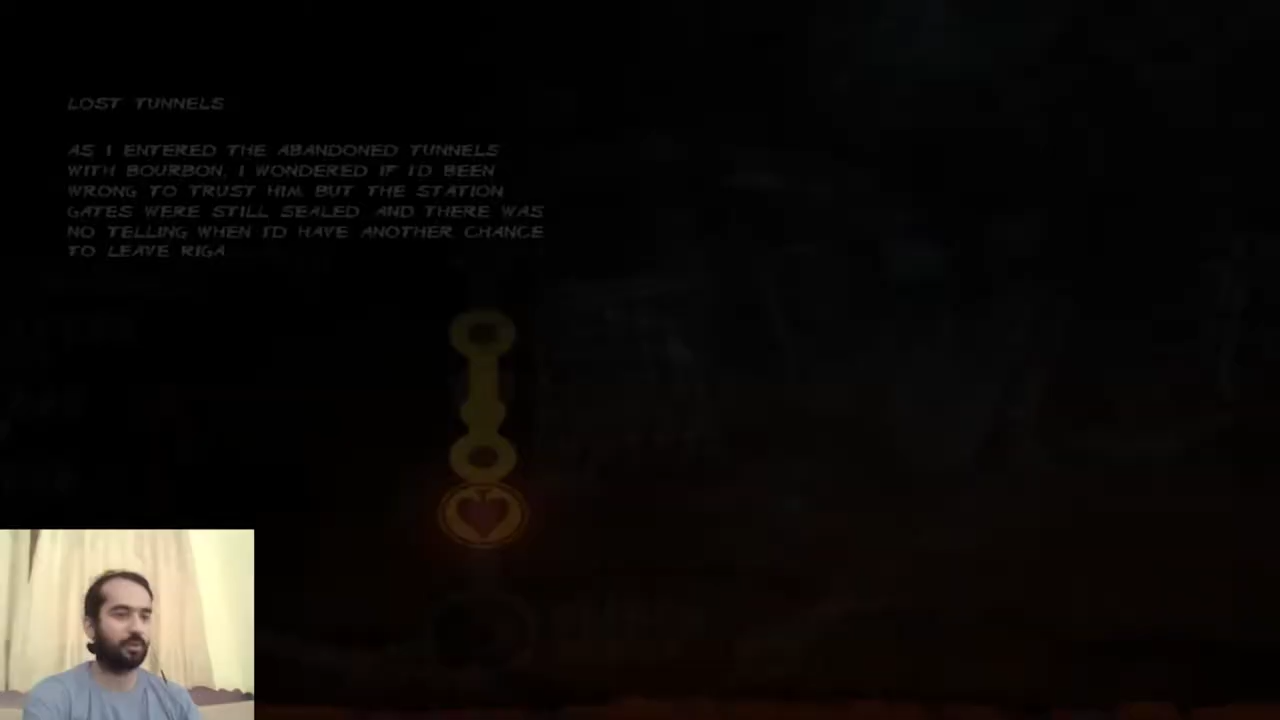 LOST TUNNELS
AS I ENTERED THE ABANDONED TUNNELS
WITH BOURBON, I WONDERED IF I'D BEEN
WRONG TO TRUST HIM. BUT THE STATION
GATES WERE STILL SEALED, AND THERE WAS
NO TELLING WHEN I'D HAVE ANOTHER CHANCE
TO LEAVE RIGA.